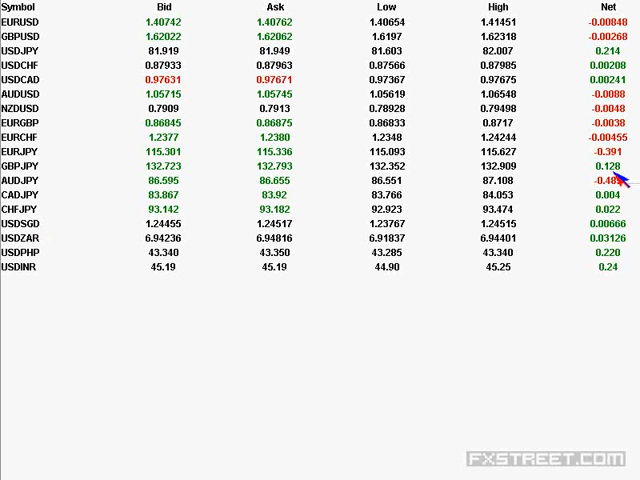 Symbol Bid Ask Low High Net
EURUSD 1.40742 1.40762 1.40654 1.41451 -0.00848
GBPUSD 1.62022 1.62062 1.6197 1.62318 -0.00268
USDJPY 81.919 81.949 81.603 82.007 0.214
USDCHF 0.87933 0.87963 0.87566 0.87985 0.00208
USDCAD 0.97631 0.97671 0.97367 0.97675 0.00241
AUDUSD 1.05715 1.05745 1.05619 1.06548 -0.0088
NZDUSD 0.7909 0.7913 0.78928 0.79498 -0.0048
EURGBP 0.86845 0.86875 0.86833 0.8717 -0.0038
EURCHF 1.2377 1.2380 1.2348 1.24244 -0.00455
EURJPY 115.301 115.336 115.093 115.627 -0.391
GBPJPY 132.723 132.793 132.352 132.909 0.128
AUDJPY 86.595 86.655 86.551 87.108
CADJPY 83.867 83.92 83.766 84.053 0.004
CHFJPY 93.142 93.182 92.923 93.474 0.022
USDSGD 1.24455 1.24517 1.23767 1.24515 0.00666
USDZAR 6.94236 6.94816 6.91837 6.94401 0.03126
USDPHP 43.340 43.350 43.285 43.340 0.220
USDINR 45.19 45.19 44.90 45.25 0.24
FXSTREET.COM